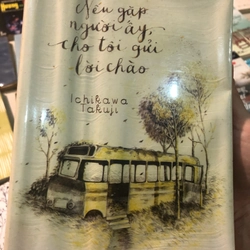 Nếu gặp
người ấy,
cho tôi gửi
lời chào
Ichikawa
Takuji